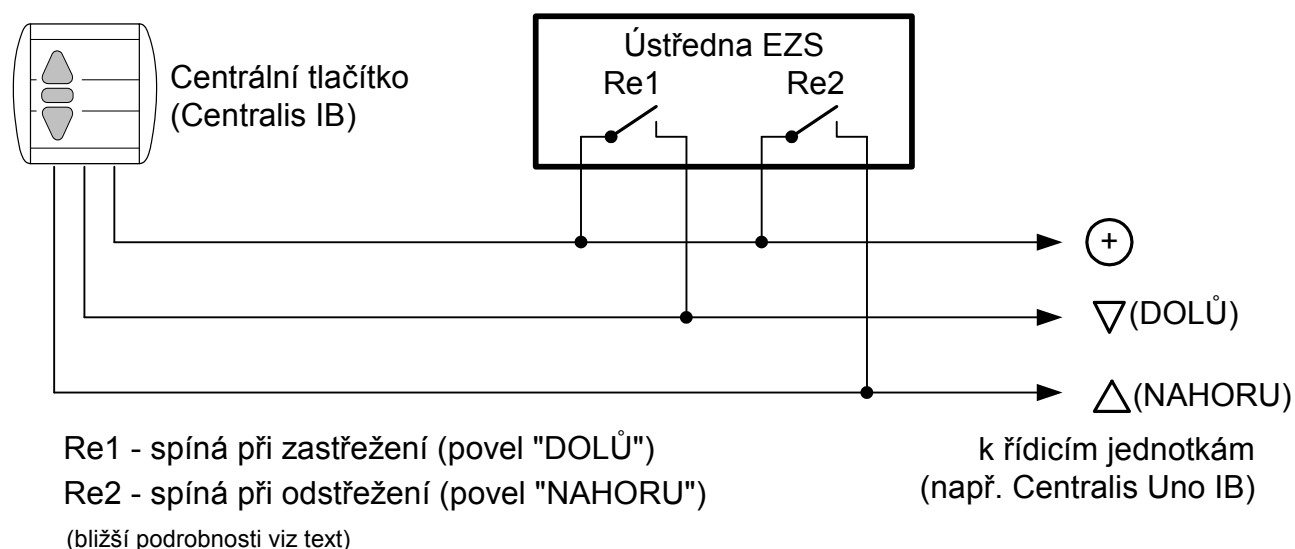 Ústředna EZS
Re1 Re2
Centrální tlačítko
(Centralis IB)
+
(DOLŮ)
(NAHORU)
Re1 - spíná při zastřežení (povel "DOLŮ")
Re2 - spíná při odstřežení (povel "NAHORU")
(bližší podrobnosti viz text)
k řídicím jednotkám
(např. Centralis Uno IB)